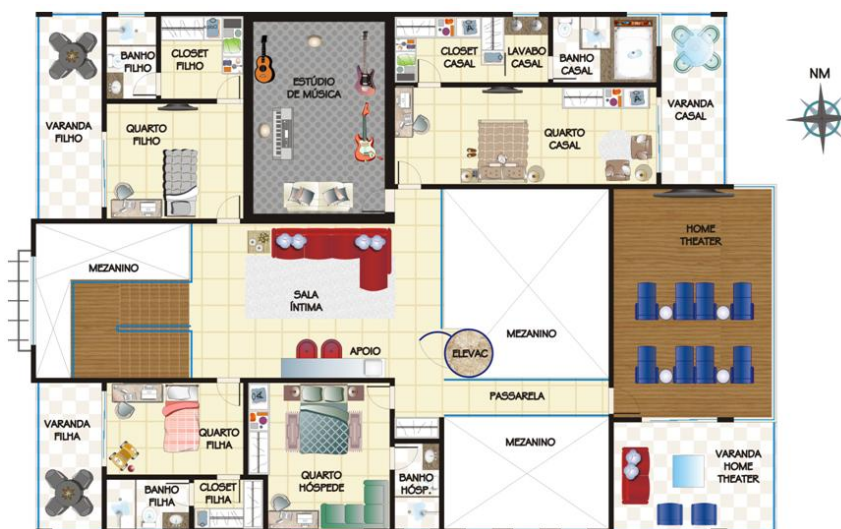 BANHO
FILHO
CLOSET
FILHO
ESTÚDIO
DE MÚSICA
CLOSET
CASAL
LAVABO
CASAL
BANHO
CASAL
NM
VARANDA
FILHO
QUARTO
FILHO
QUARTO
CASAL
VARANDA
CASAL
HOME
THEATER
MEZANINO
SALA
ÍNTIMA
MEZANINO
APOIO
ELEVAC
PASSARELA
VARANDA
FILHA
QUARTO
FILHA
MEZANINO
VARANDA
HOME
THEATER
QUARTO
HÓSPEDE
BANHO
HÓSP.
BANHO
FILHA
CLOSET
FILHA